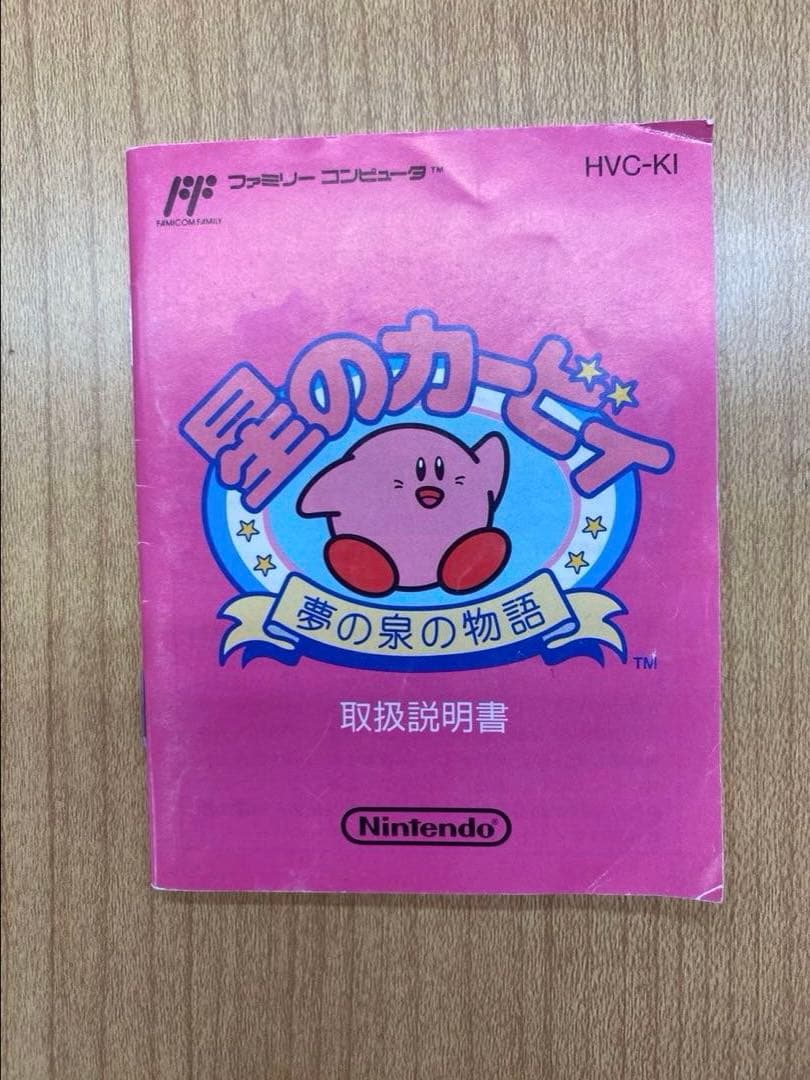 ファミリー コンピュータ™
HVC-KI
FAMICOM FAMILY
星のカービィ
夢の泉の物語
TM
取扱説明書
Nintendo®